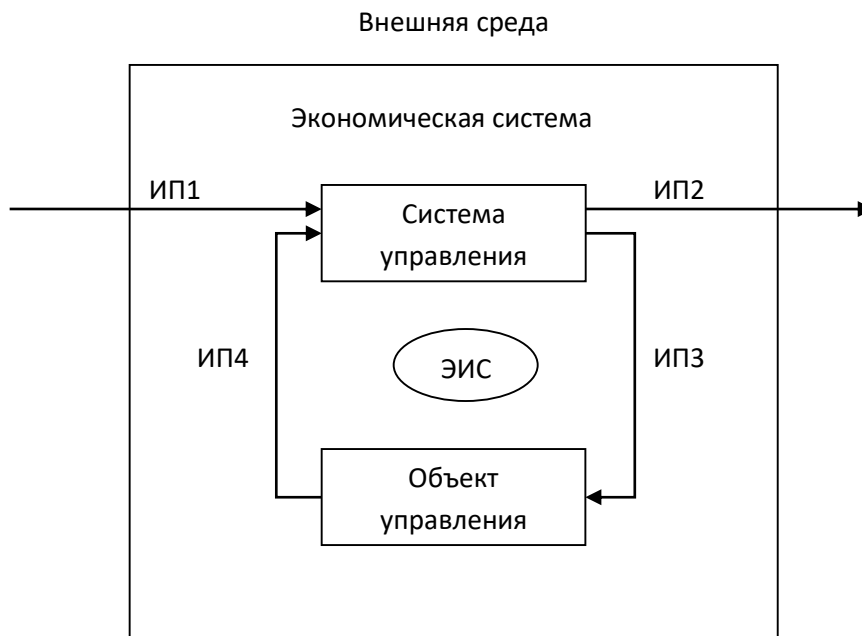 Внешняя среда
Экономическая система
ИП1
ИП2
Система
управления
ИП4
ЭИС
ИП3
Объект
управления